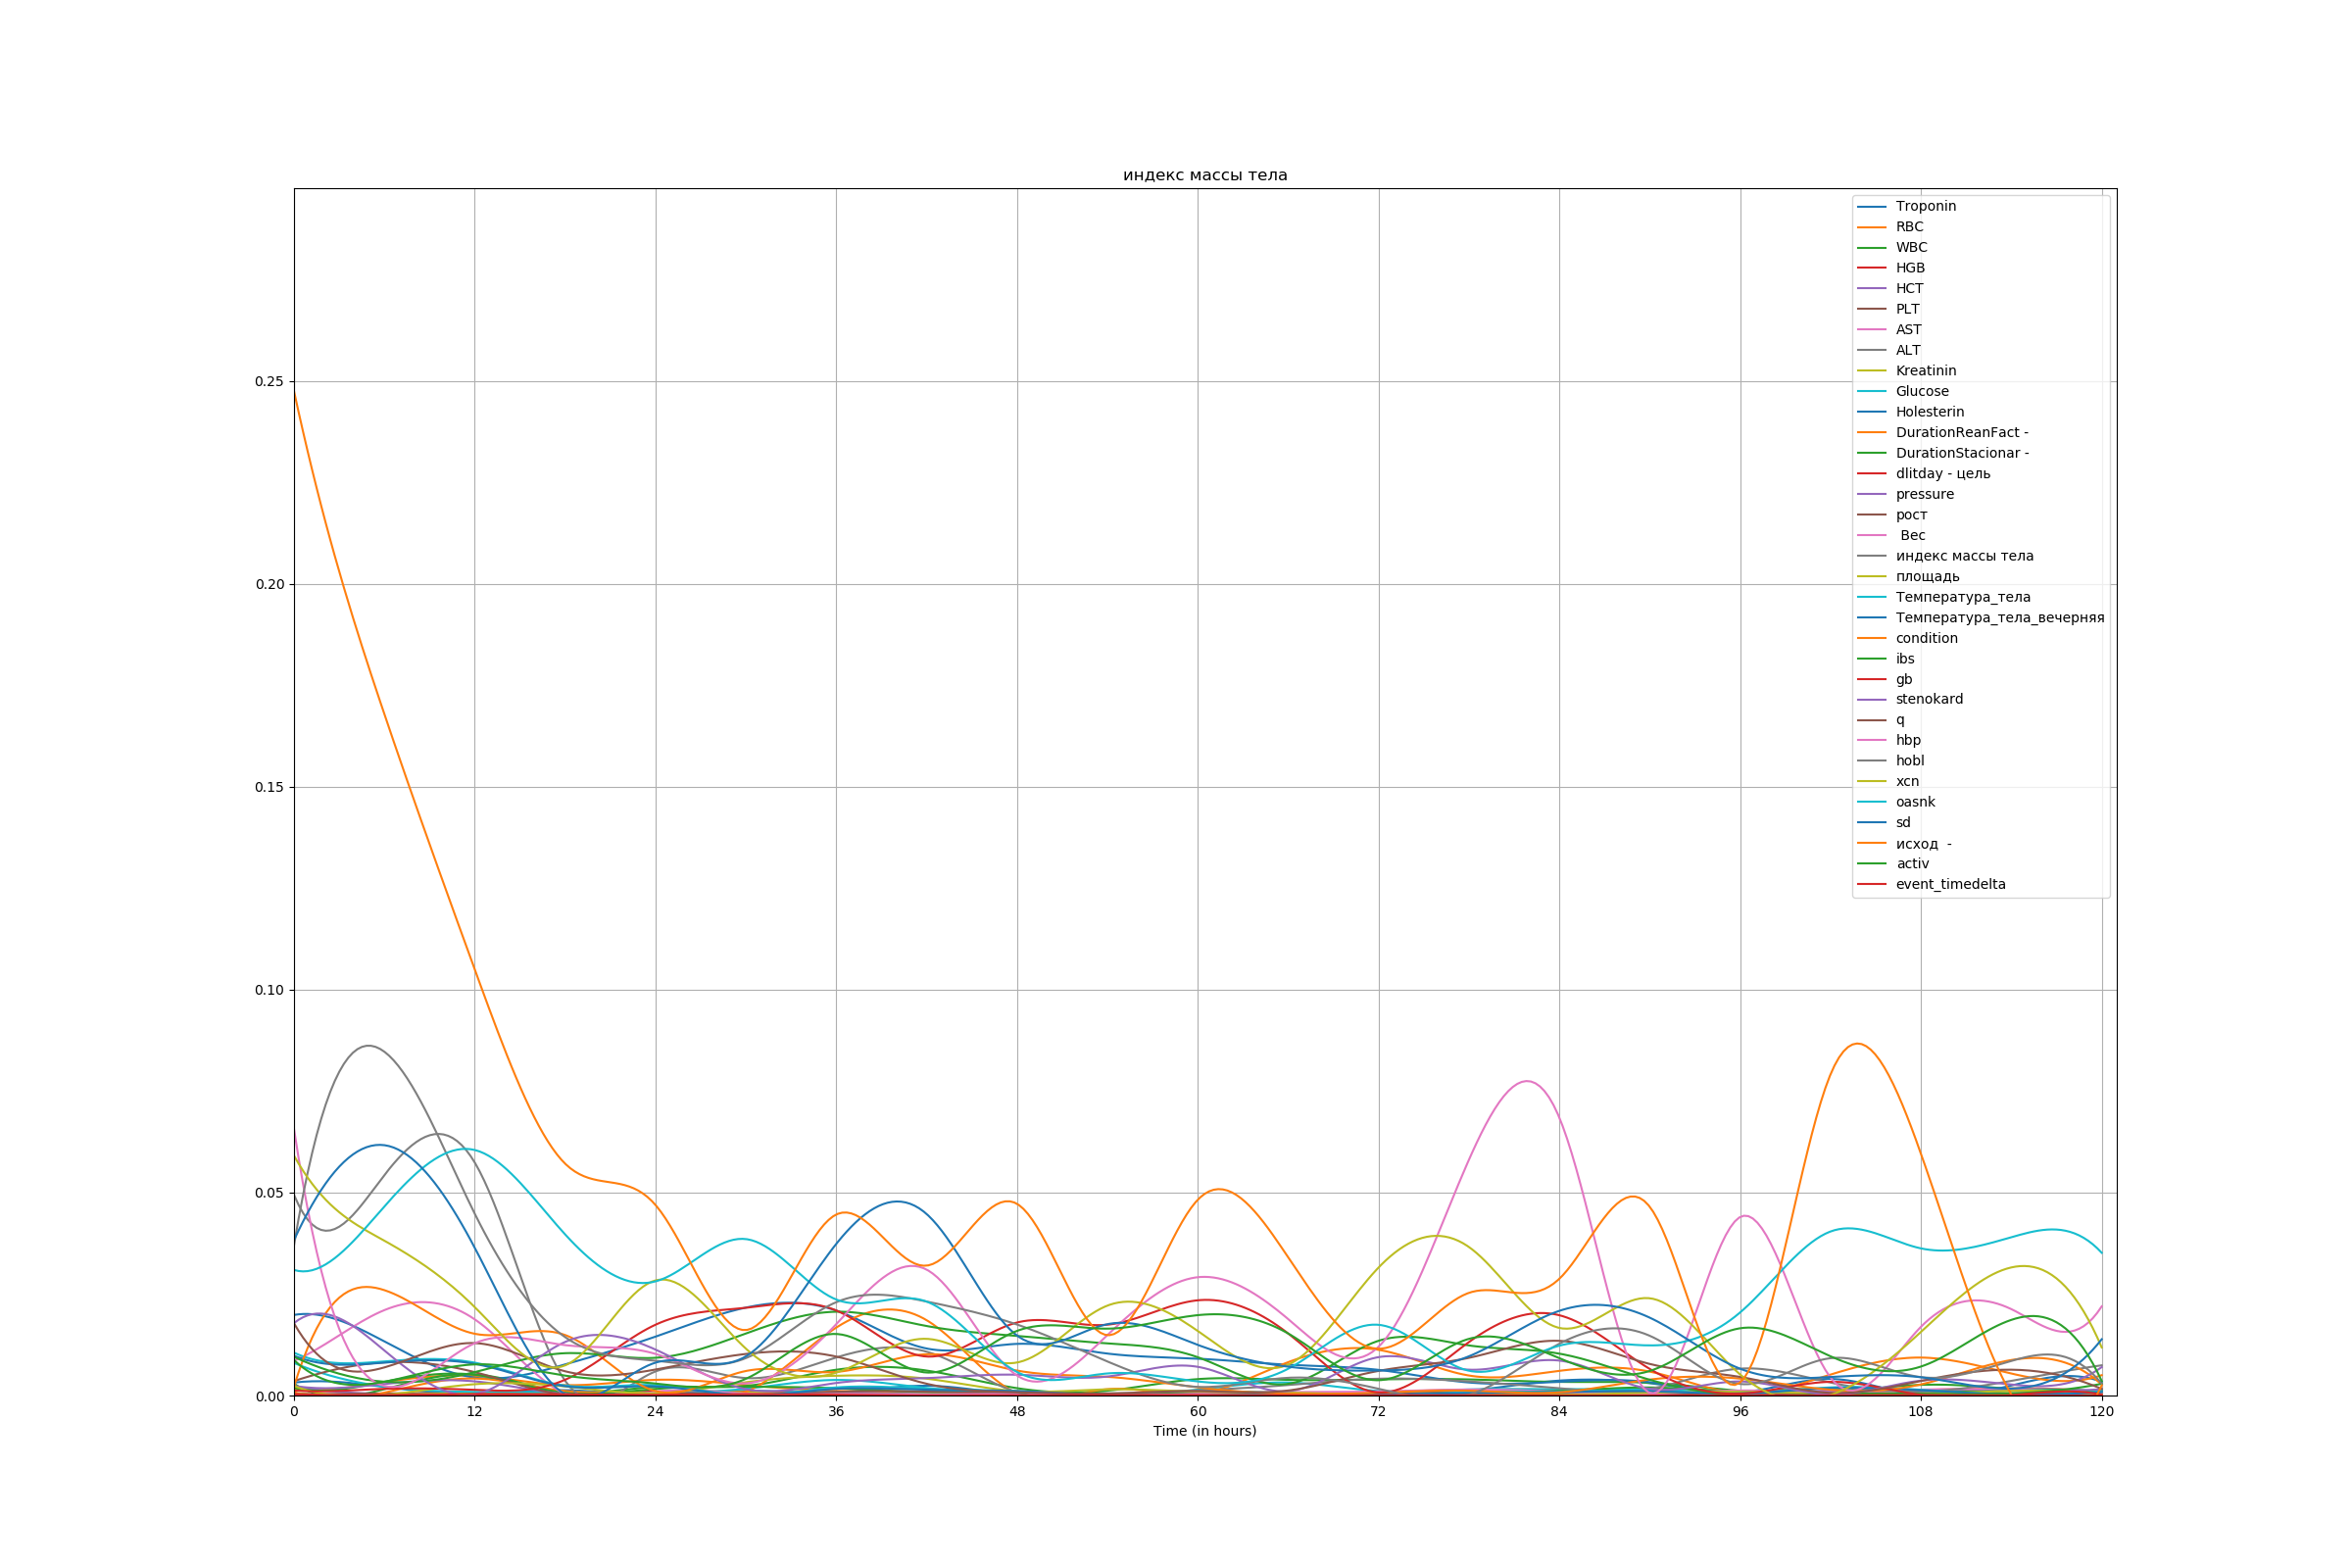 индекс массы тела
Troponin
RBC
WBC
HGB
HCT
PLT
AST
ALT
Kreatinin
Glucose
Holesterin
DurationReanFact -
DurationStacionar -
dlitday - цель
pressure
рост
Вес
индекс массы тела
площадь
Температура_тела
Температура_тела_вечерняя
condition
ibs
gb
stenokard
q
hbp
hobl
xcn
oasnk
sd
исход  -
activ
event_timedelta
0.25
0.20
0.15
0.10
0.05
0.00
0 12 24 36 48 60 72 84 96 108 120
Time (in hours)